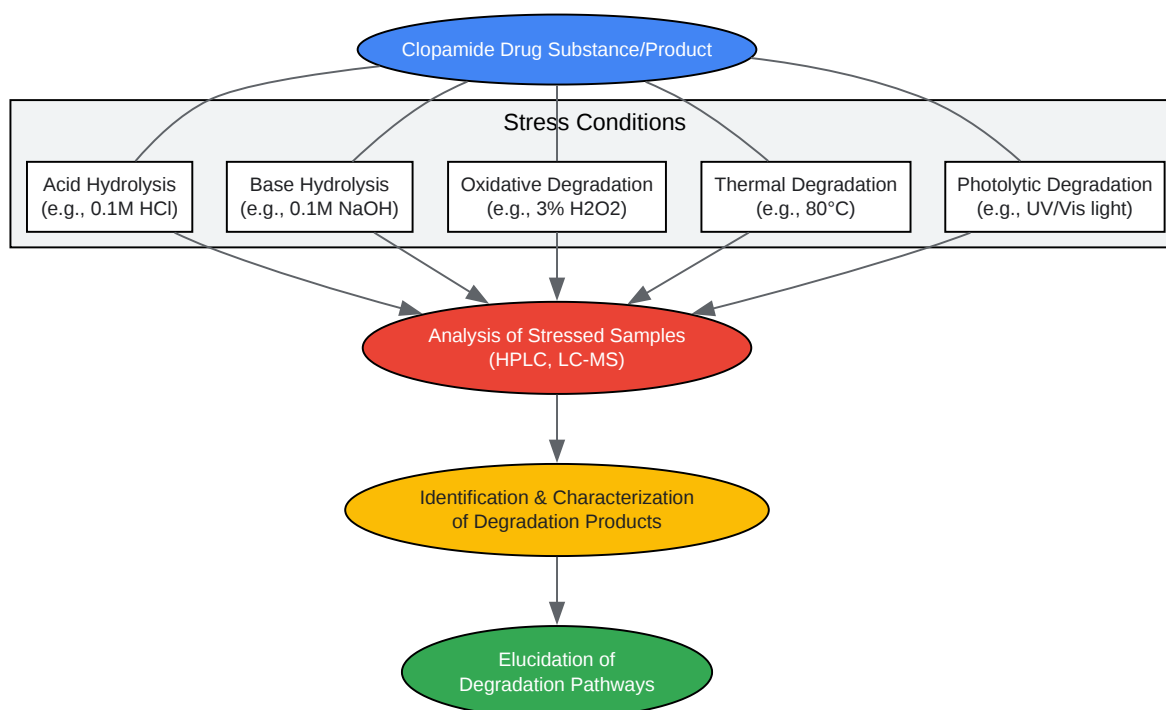 Clopamide Drug Substance/Product
Stress Conditions
Acid Hydrolysis
(e.g., 0.1M HCl)
Base Hydrolysis
(e.g., 0.1M NaOH)
Oxidative Degradation
(e.g., 3% H2O2)
Thermal Degradation
(e.g., 80°C)
Photolytic Degradation
(e.g., UV/Vis light)
Analysis of Stressed Samples
(HPLC, LC-MS)
Identification & Characterization
of Degradation Products
Elucidation of
Degradation Pathways